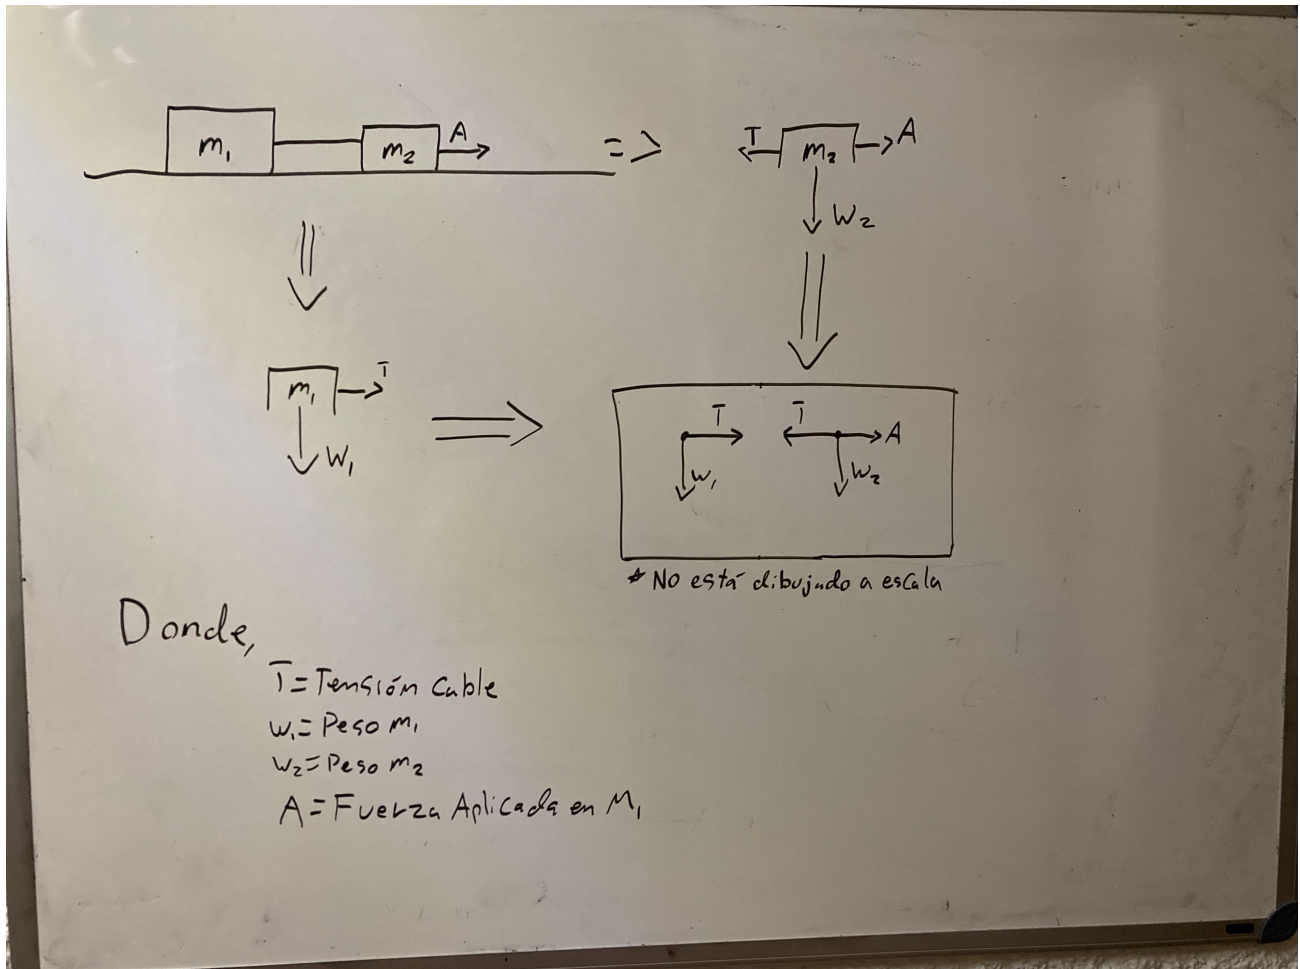 m₁
m₂
A
=>
T
m₂
A
W₂
m₁
T
W₁
T
T
A
W₁
W₂
* No está dibujado a escala
Donde,
T = Tensión Cable
W₁ = Peso m₁
W₂ = Peso m₂
A = Fuerza Aplicada en M₁